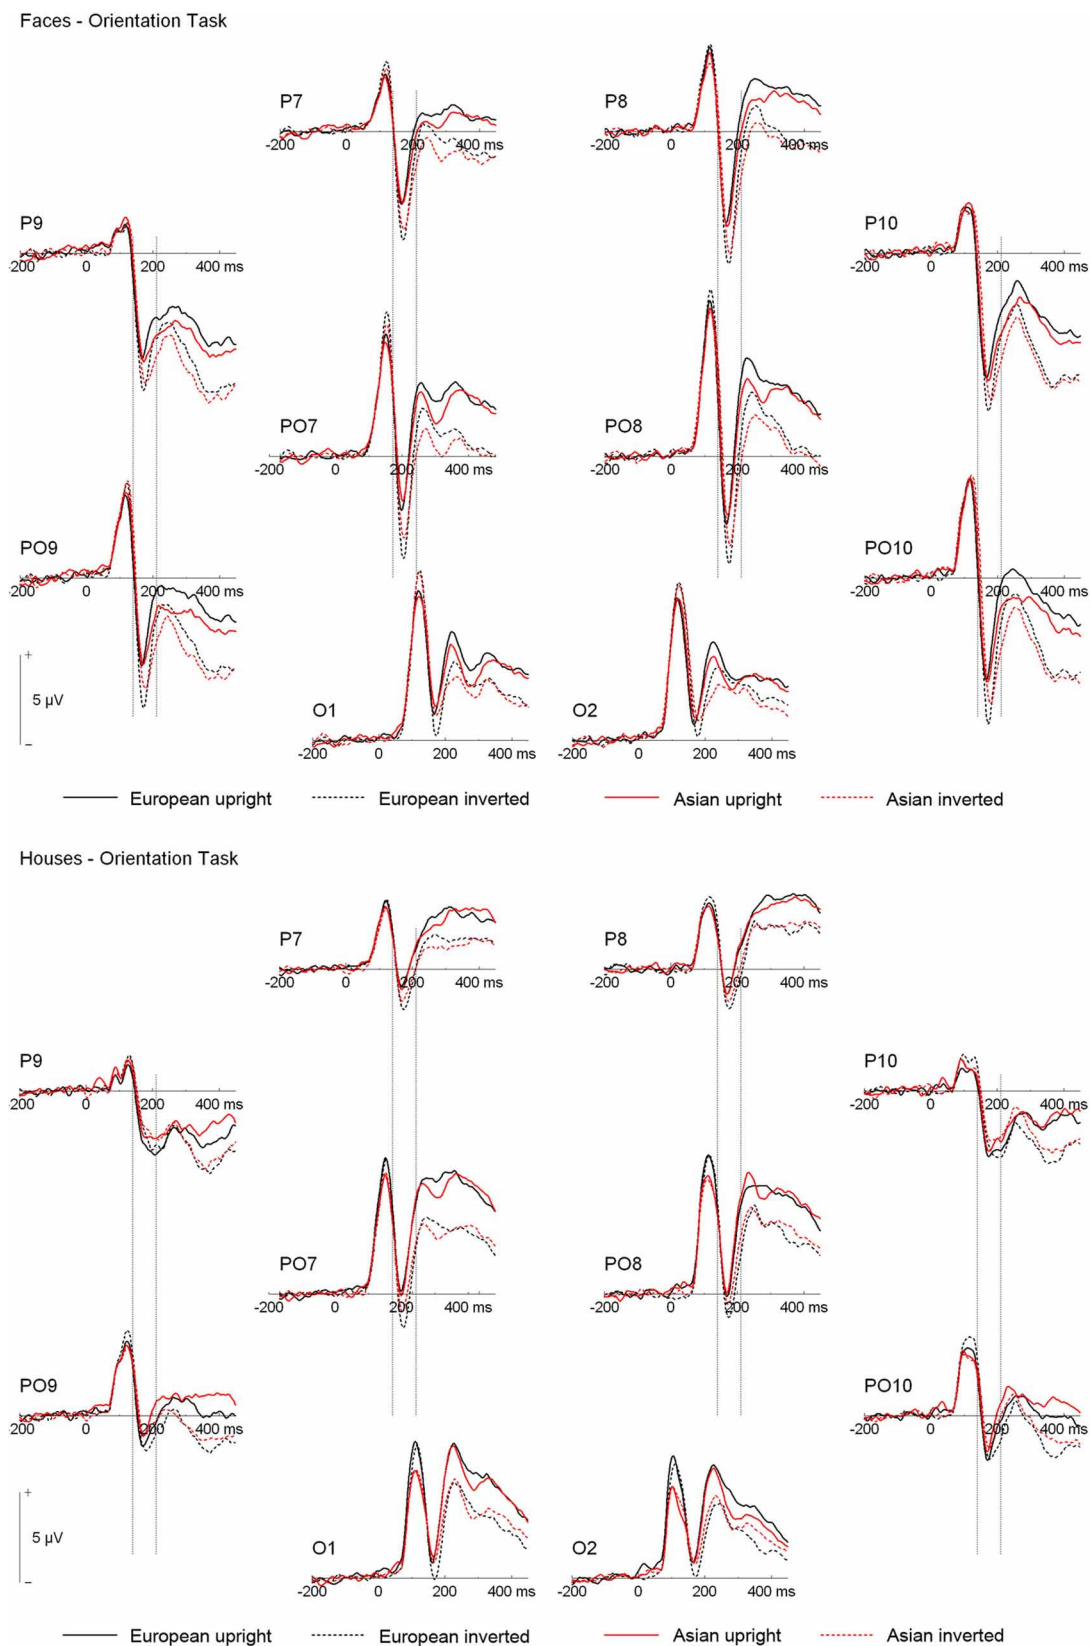 Faces - Orientation Task
P7
P8
-200 0 200 400 ms
-200 0 200 400 ms
P9
P10
200 0 200 400 ms
-200 0 200 400 ms
PO7
PO8
-200 0 200 400 ms
-200 0 200 400 ms
PO9
PO10
200 0 200 400 ms
-200 0 200 400 ms
+
5 µV
−
O1
O2
-200 0 200 400 ms
-200 0 200 400 ms
European upright European inverted Asian upright Asian inverted
Houses - Orientation Task
P7
P8
-200 0 200 400 ms
-200 0 200 400 ms
P9
P10
200 0 200 400 ms
-200 0 200 400 ms
PO7
PO8
-200 0 200 400 ms
-200 0 200 400 ms
PO9
PO10
200 0 200 400 ms
-200 0 200 400 ms
+
5 µV
−
O1
O2
-200 0 200 400 ms
-200 0 200 400 ms
European upright European inverted Asian upright Asian inverted